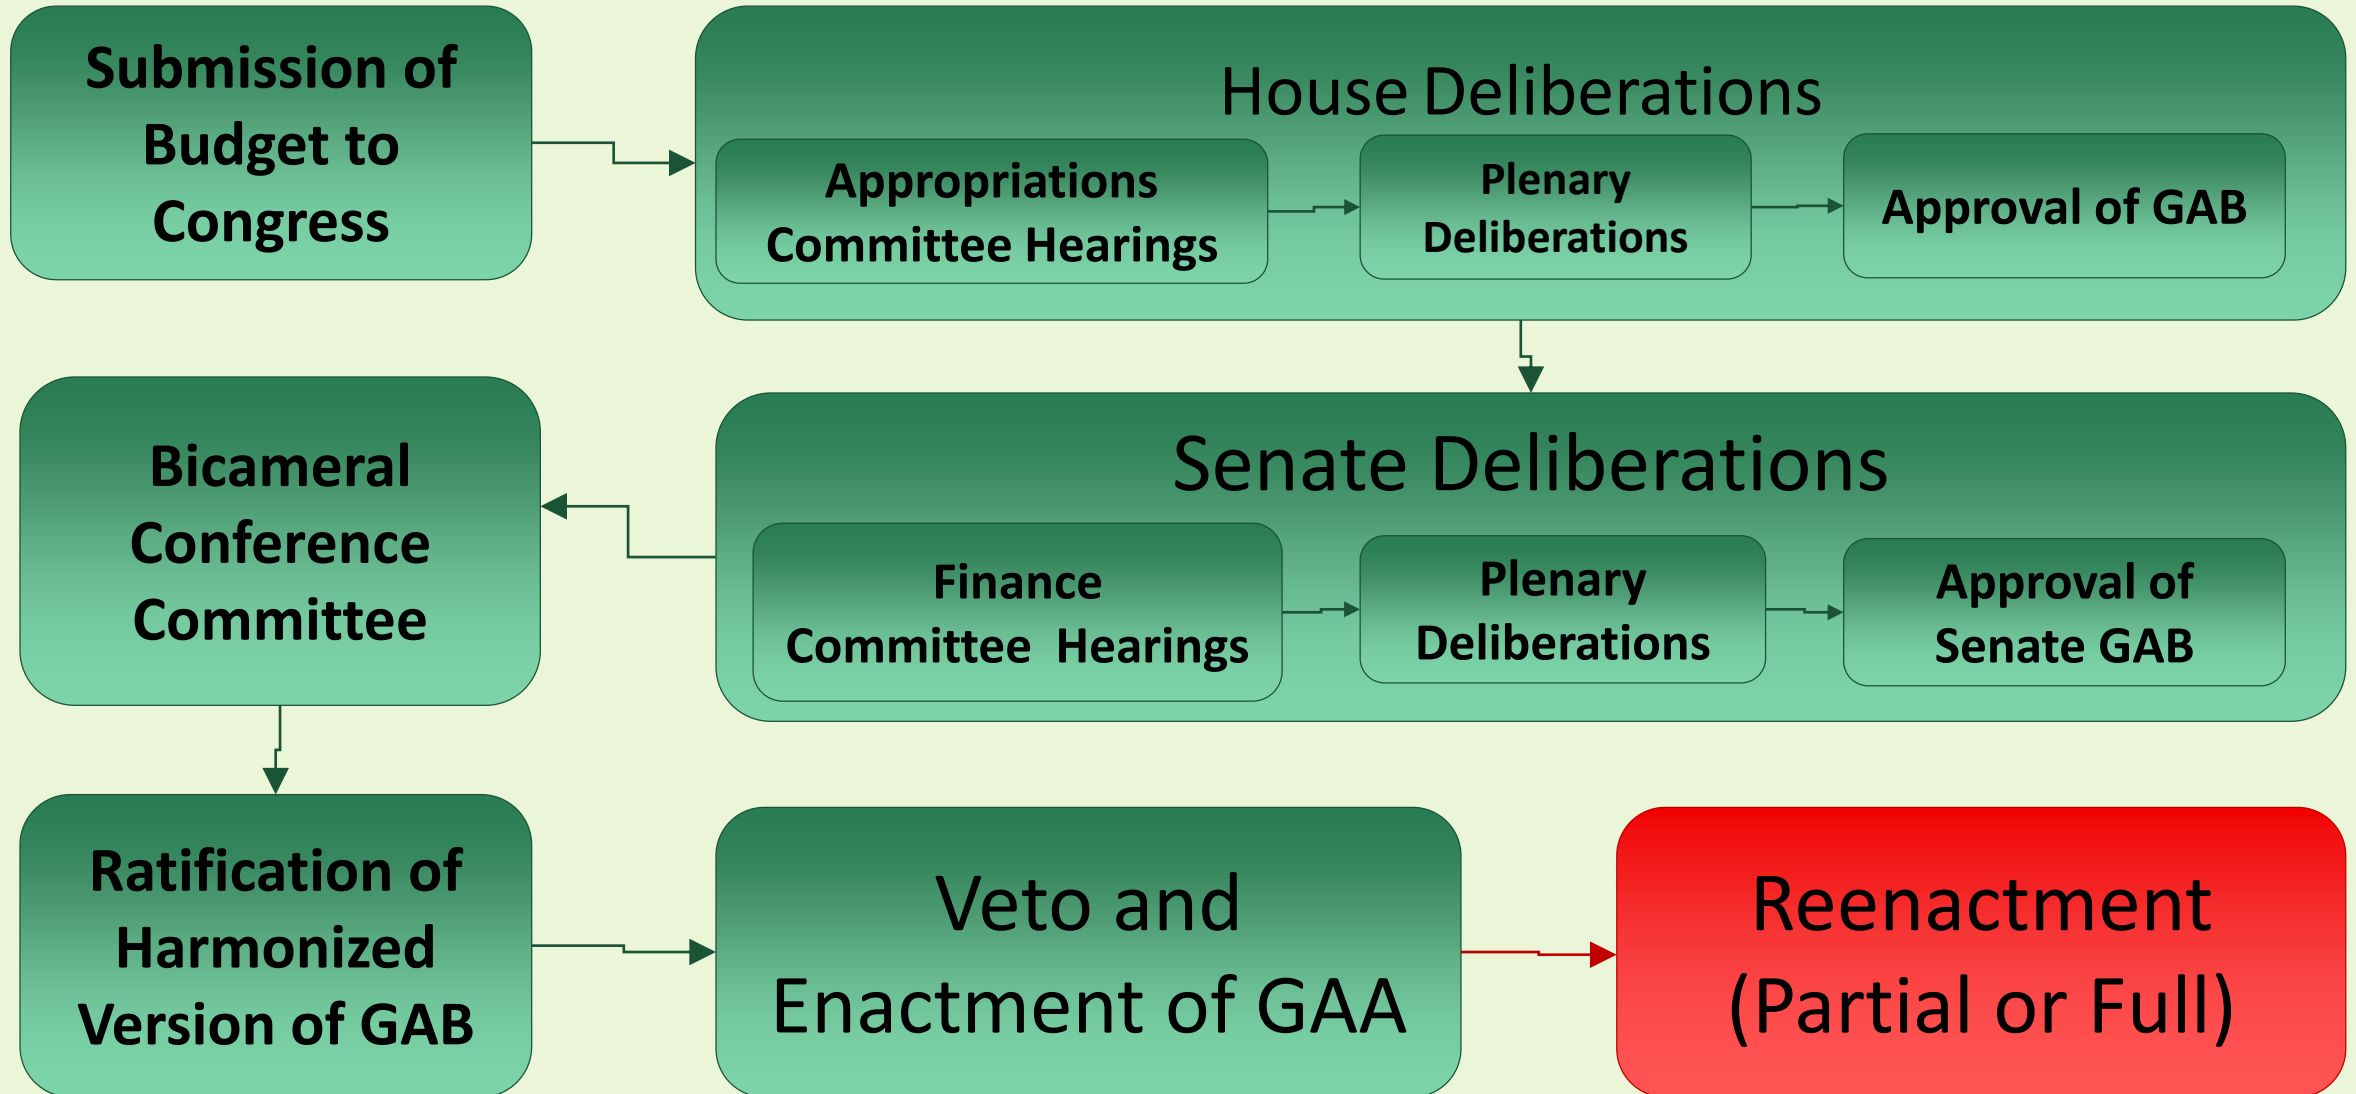 Submission of
Budget to
Congress
House Deliberations
Appropriations
Committee Hearings
Plenary
Deliberations
Approval of GAB
Senate Deliberations
Finance
Committee Hearings
Plenary
Deliberations
Approval of
Senate GAB
Bicameral
Conference
Committee
Ratification of
Harmonized
Version of GAB
Veto and
Enactment of GAA
Reenactment
(Partial or Full)